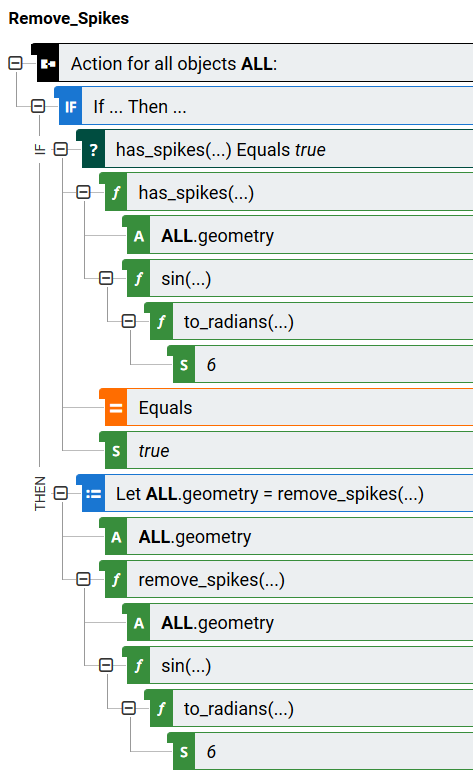 Remove_Spikes
Action for all objects ALL:
IF If ... Then ...
IF
? has_spikes(...) Equals true
f has_spikes(...)
A ALL.geometry
f sin(...)
f to_radians(...)
S 6
= Equals
S true
THEN
:= Let ALL.geometry = remove_spikes(...)
A ALL.geometry
f remove_spikes(...)
A ALL.geometry
f sin(...)
f to_radians(...)
S 6